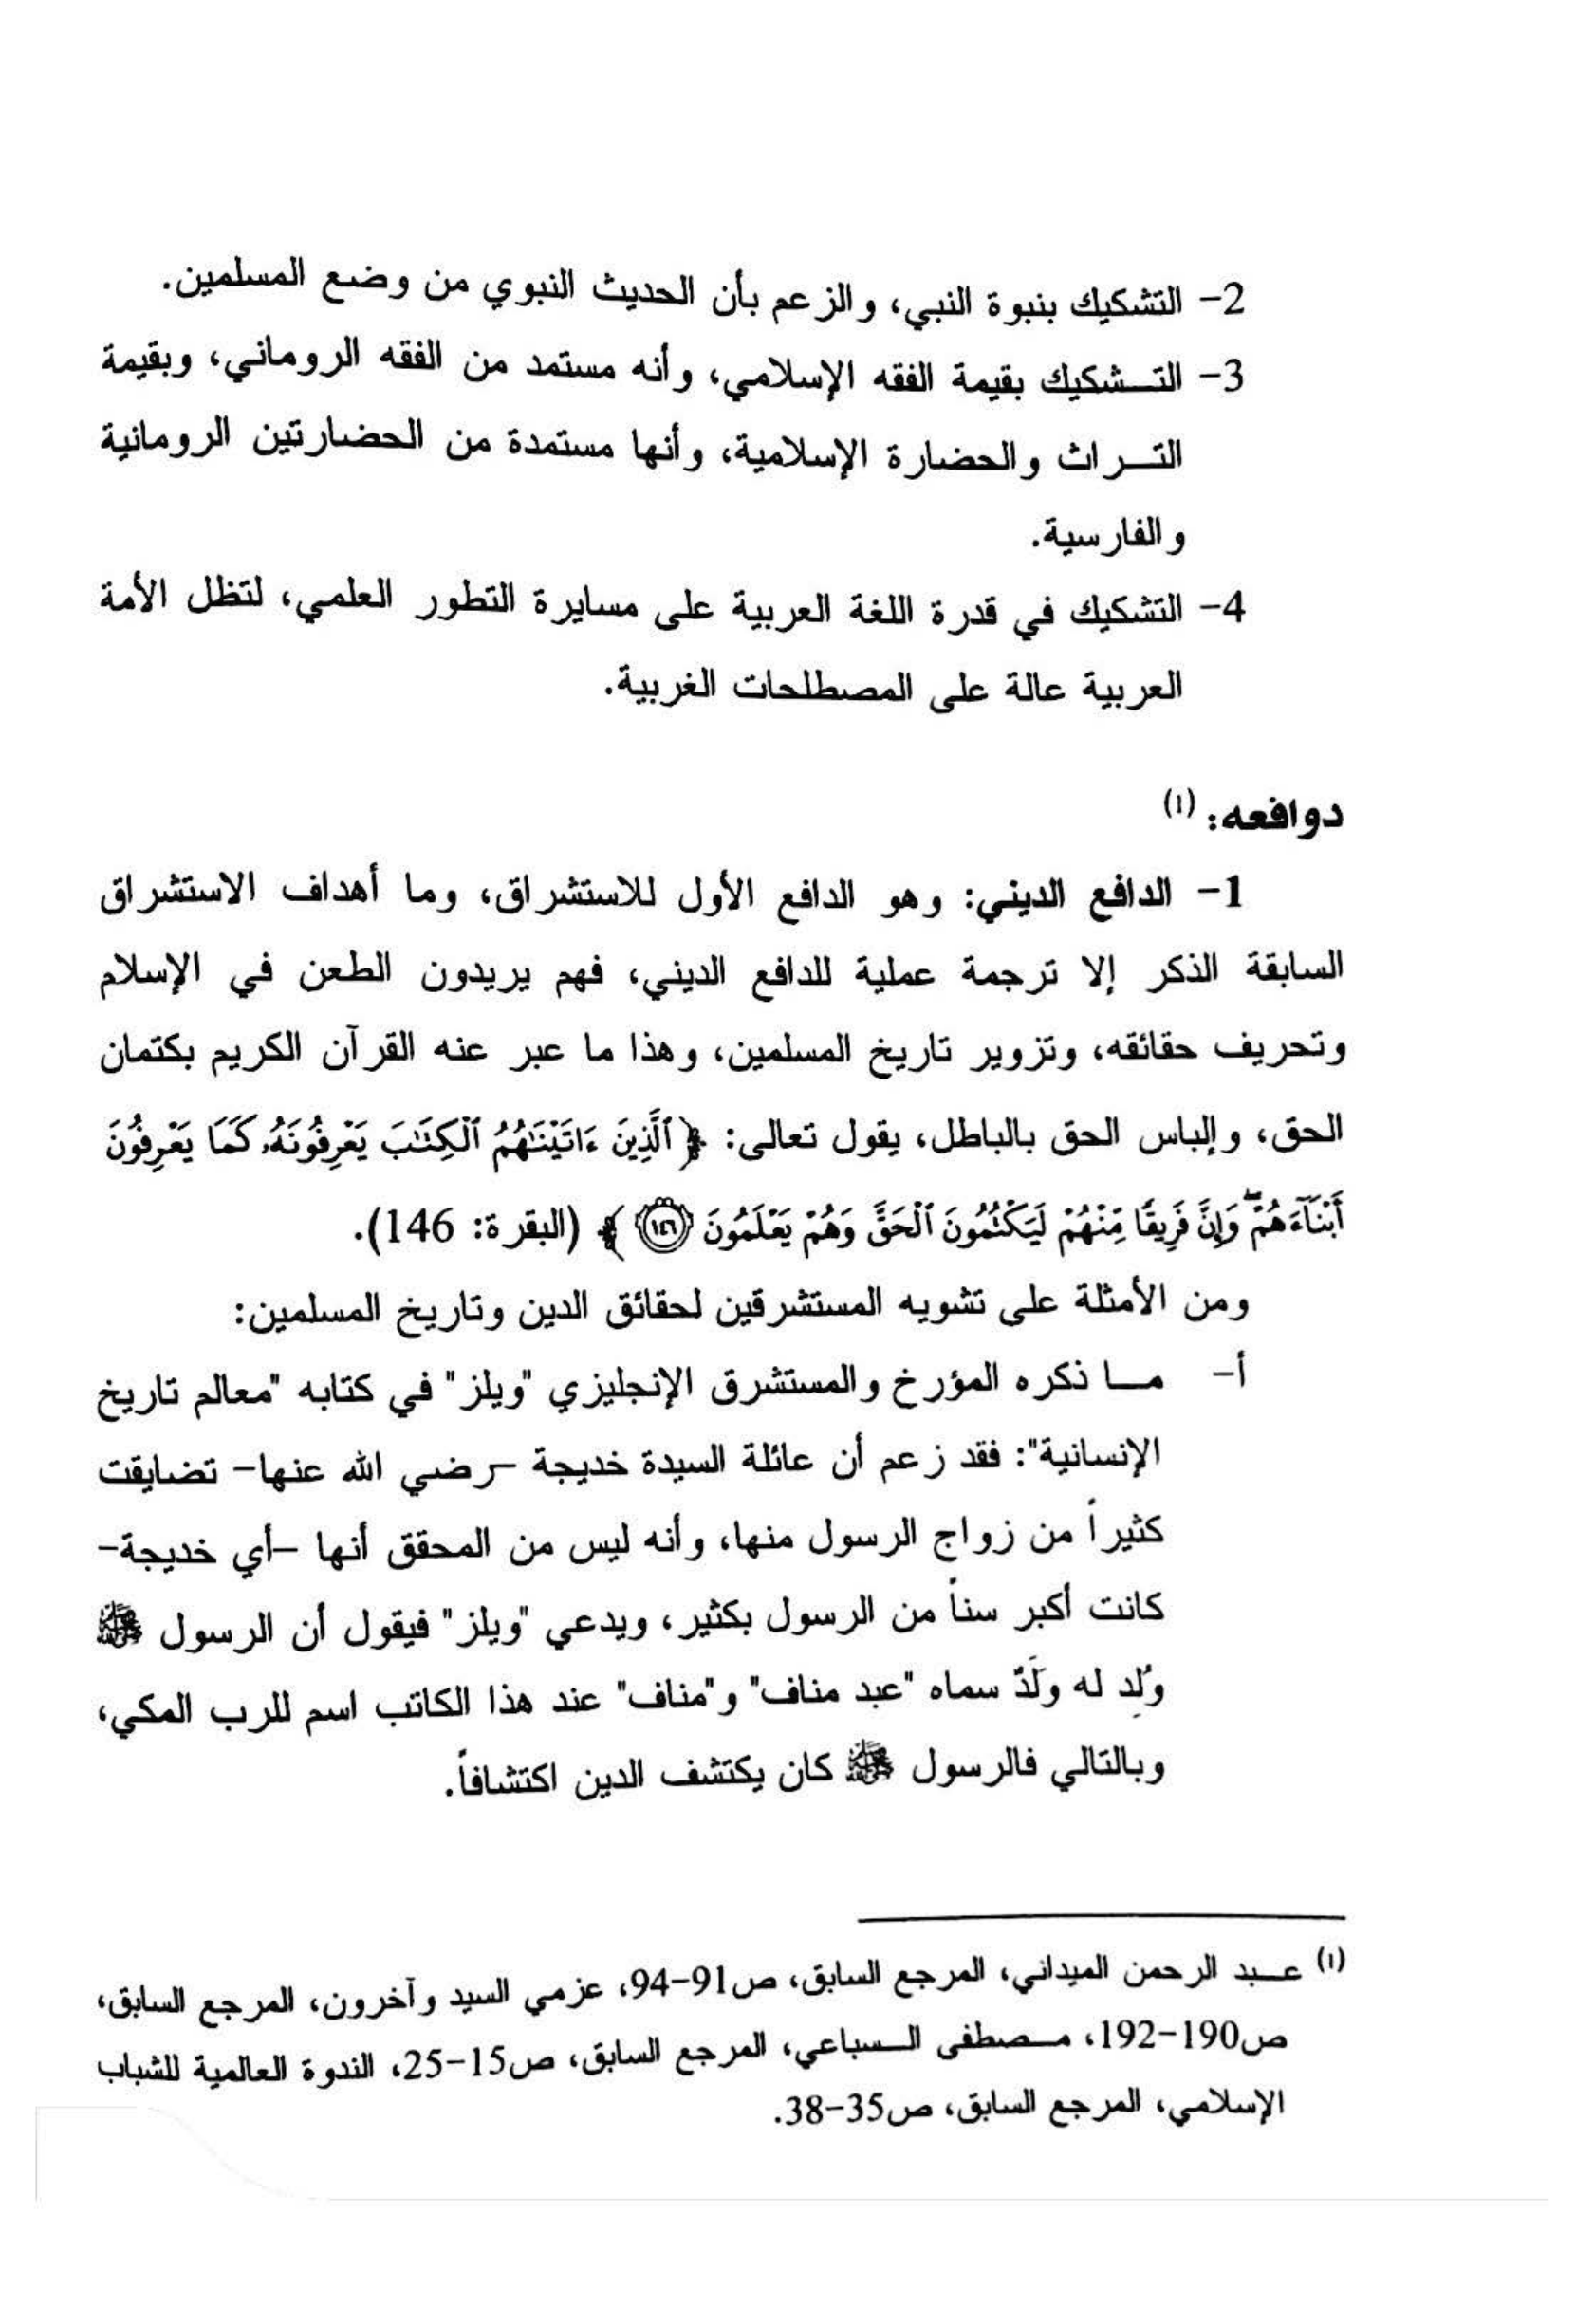 2- التشكيك بنبوة النبي، والزعم بأن الحديث النبوي من وضع المسلمين.
3- التشكيك بقيمة الفقه الإسلامي، وأنه مستمد من الفقه الروماني، وبقيمة
التراث والحضارة الإسلامية، وأنها مستمدة من الحضارتين الرومانية
والفارسية.
4- التشكيك في قدرة اللغة العربية على مسايرة التطور العلمي، لتظل الأمة
العربية عالة على المصطلحات الغربية.
دوافعه: (١)
1- الدافع الديني: وهو الدافع الأول للاستشراق، وما أهداف الاستشراق
السابقة الذكر إلا ترجمة عملية للدافع الديني، فهم يريدون الطعن في الإسلام
وتحريف حقائقه، وتزوير تاريخ المسلمين، وهذا ما عبر عنه القرآن الكريم بكتمان
الحق، وإلباس الحق بالباطل، يقول تعالى: ﴿ ٱلَّذِينَ ءَاتَيْنَٰهُمُ ٱلْكِتَٰبَ يَعْرِفُونَهُۥ كَمَا يَعْرِفُونَ
أَبْنَآءَهُمْ ۖ وَإِنَّ فَرِيقًا مِّنْهُمْ لَيَكْتُمُونَ ٱلْحَقَّ وَهُمْ يَعْلَمُونَ ١٤٦ ﴾ (البقرة: 146).
ومن الأمثلة على تشويه المستشرقين لحقائق الدين وتاريخ المسلمين:
أ- ما ذكره المؤرخ والمستشرق الإنجليزي "ويلز" في كتابه "معالم تاريخ
الإنسانية": فقد زعم أن عائلة السيدة خديجة -رضي الله عنها- تضايقت
كثيراً من زواج الرسول منها، وأنه ليس من المحقق أنها -أي خديجة-
كانت أكبر سناً من الرسول بكثير، ويدعي "ويلز" فيقول أن الرسول ﷺ
وُلِد له ولَدٌ سماه "عبد مناف" و"مناف" عند هذا الكاتب اسم للرب المكي،
وبالتالي فالرسول ﷺ كان يكتشف الدين اكتشافاً.
(١) عبد الرحمن الميداني، المرجع السابق، ص91-94، عزمي السيد وآخرون، المرجع السابق،
ص190-192، مصطفى السباعي، المرجع السابق، ص15-25، الندوة العالمية للشباب
الإسلامي، المرجع السابق، ص35-38.